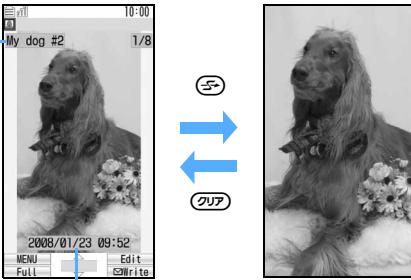 10:00
My dog #2 1/8
2008/01/23 09:52
MENU Edit
Full Write
クリア